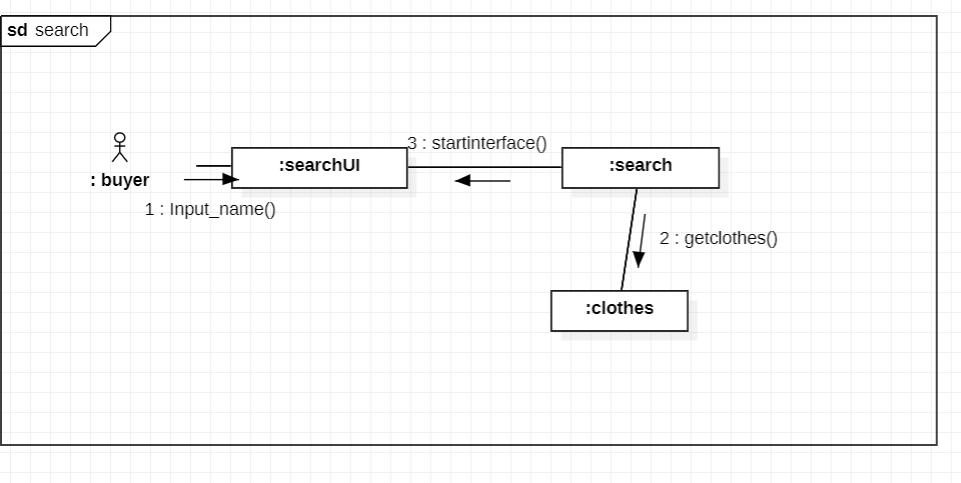 sd search
3 : startinterface()
:searchUI
:search
: buyer
1 : Input_name()
2 : getclothes()
:clothes